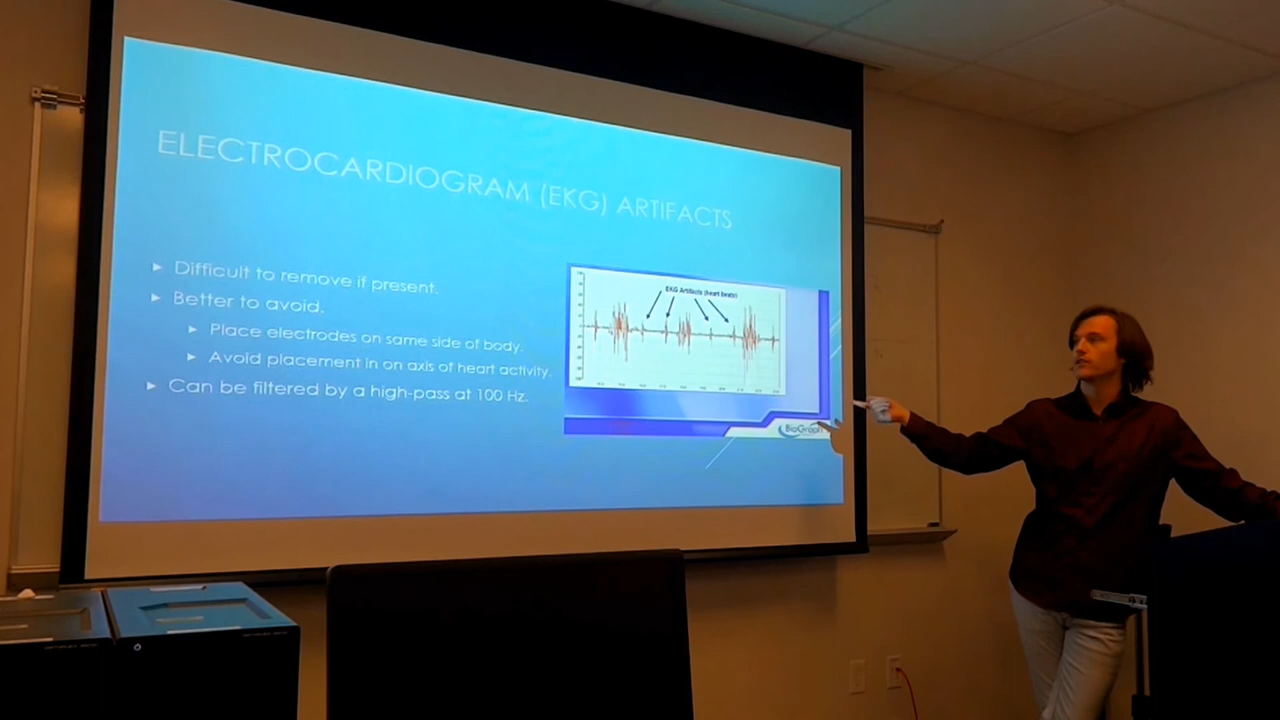 ELECTROCARDIOGRAM (EKG) ARTIFACTS
Difficult to remove if present.
Better to avoid.
Place electrodes on same side of body.
Avoid placement in on axis of heart activity.
Can be filtered by a high-pass at 100 Hz.
EKG Artifacts (heart beats)
BioGraph